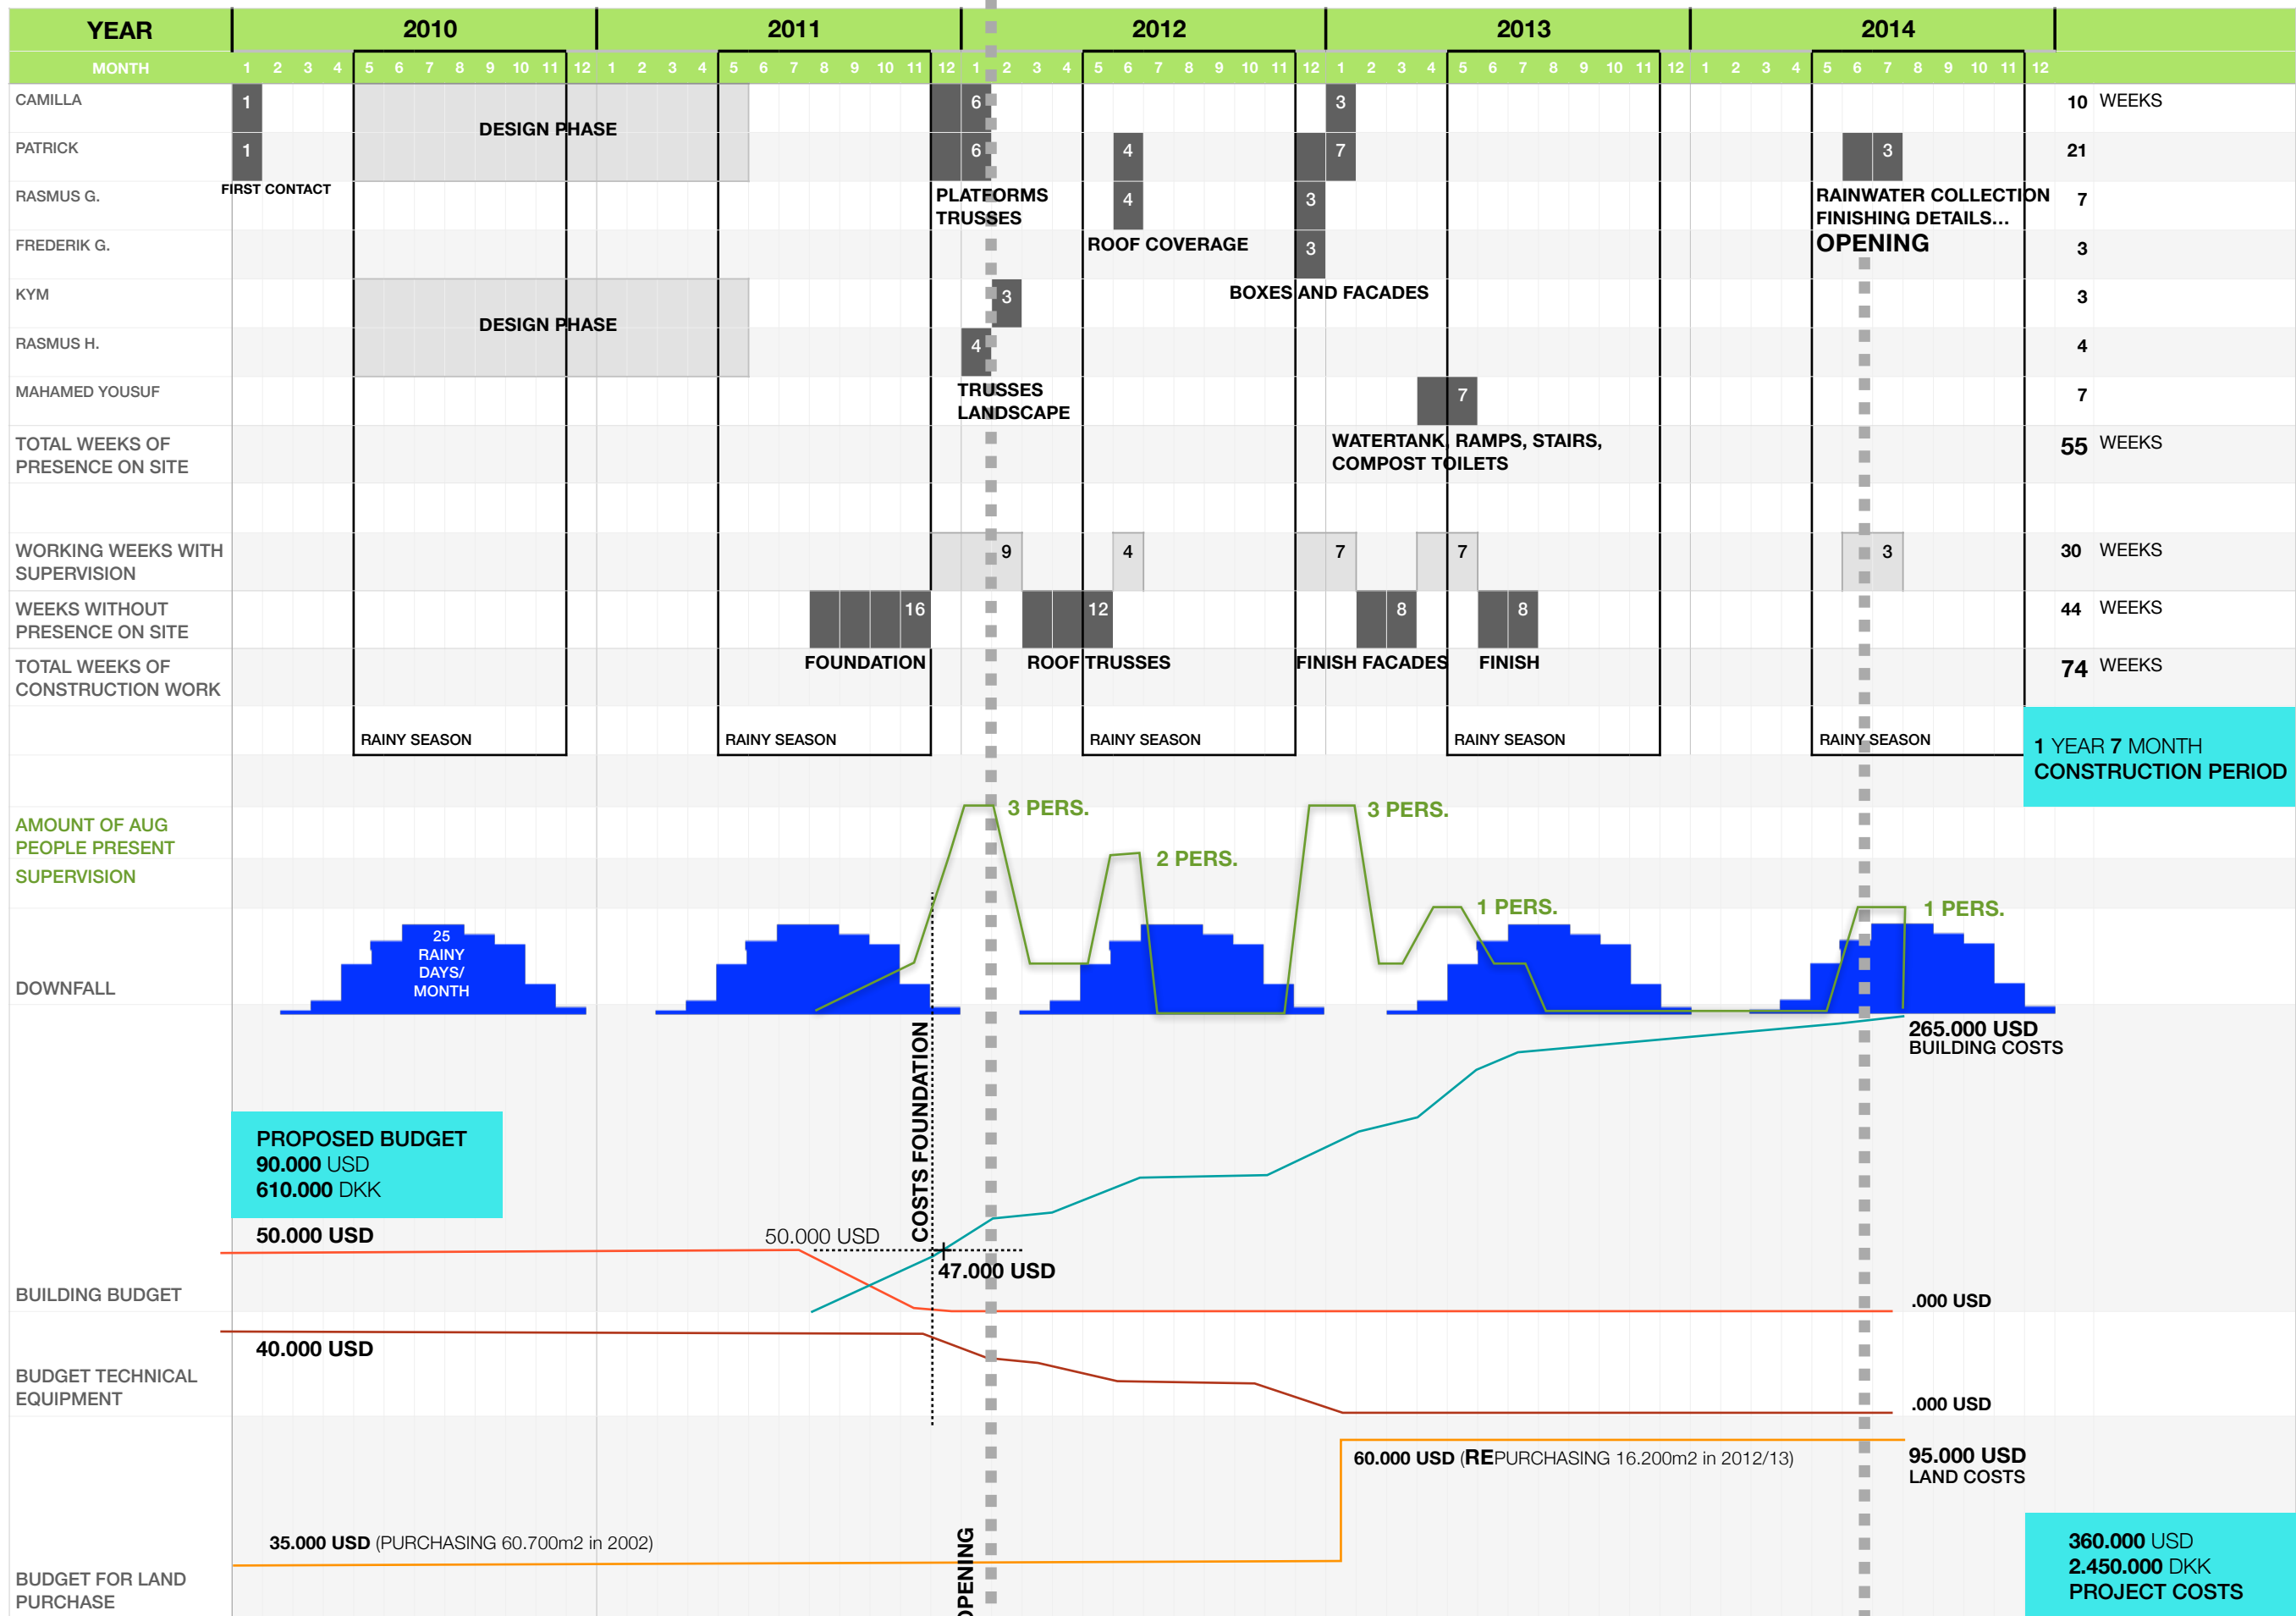 YEAR 2010 2011 2012 2013 2014
MONTH 1 2 3 4 5 6 7 8 9 10 11 12 1 2 3 4 5 6 7 8 9 10 11 12 1 2 3 4 5 6 7 8 9 10 11 12 1 2 3 4 5 6 7 8 9 10 11 12 1 2 3 4 5 6 7 8 9 10 11 12
CAMILLA 1 6 3 10 WEEKS
DESIGN PHASE
PATRICK 1 6 4 7 3 21
FIRST CONTACT
RASMUS G. 4 3 7
PLATFORMS
TRUSSES
RAINWATER COLLECTION
FINISHING DETAILS...
OPENING
FREDERIK G. 3 3
ROOF COVERAGE
KYM 3 3
BOXES AND FACADES
DESIGN PHASE
RASMUS H. 4 4
MAHAMED YOUSUF 7 7
TRUSSES
LANDSCAPE
TOTAL WEEKS OF
PRESENCE ON SITE
55 WEEKS
WATERTANK, RAMPS, STAIRS,
COMPOST TOILETS
WORKING WEEKS WITH
SUPERVISION
9 4 7 7 3 30 WEEKS
WEEKS WITHOUT
PRESENCE ON SITE
16 12 8 8 44 WEEKS
TOTAL WEEKS OF
CONSTRUCTION WORK
FOUNDATION ROOF TRUSSES FINISH FACADES FINISH
74 WEEKS
RAINY SEASON RAINY SEASON RAINY SEASON RAINY SEASON RAINY SEASON
1 YEAR 7 MONTH
CONSTRUCTION PERIOD
AMOUNT OF AUG
PEOPLE PRESENT
3 PERS. 3 PERS.
2 PERS.
SUPERVISION
1 PERS. 1 PERS.
25
RAINY
DAYS/
MONTH
DOWNFALL
265.000 USD
BUILDING COSTS
COSTS FOUNDATION
PROPOSED BUDGET
90.000 USD
610.000 DKK
50.000 USD
50.000 USD
47.000 USD
BUILDING BUDGET
.000 USD
40.000 USD
BUDGET TECHNICAL
EQUIPMENT
.000 USD
60.000 USD (REPURCHASING 16.200m2 in 2012/13)
95.000 USD
LAND COSTS
35.000 USD (PURCHASING 60.700m2 in 2002)
OPENING
BUDGET FOR LAND
PURCHASE
360.000 USD
2.450.000 DKK
PROJECT COSTS